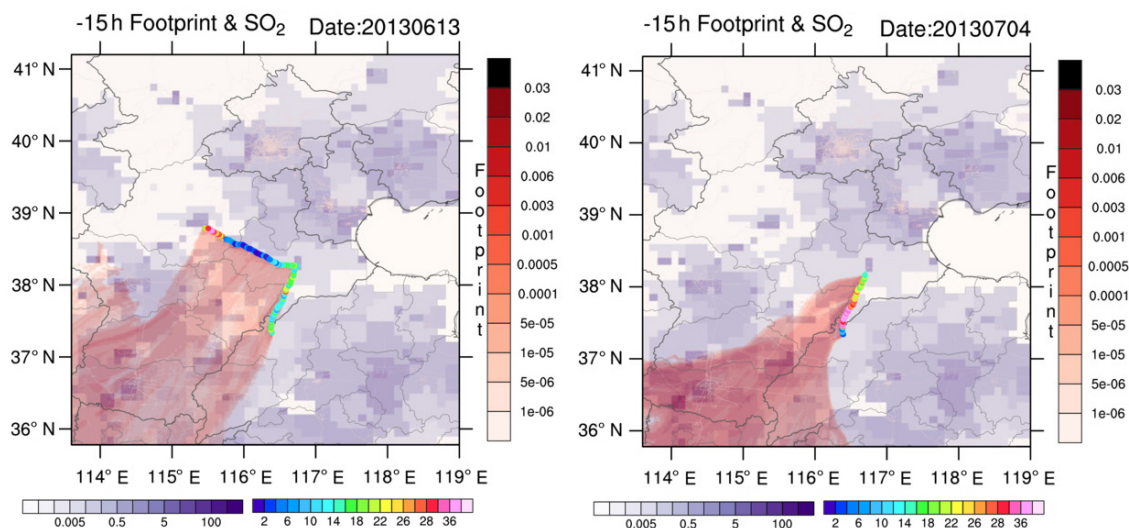 -15h Footprint & SO2 Date:20130613
41° N
40° N
39° N
38° N
37° N
36° N
114° E 115° E 116° E 117° E 118° E 119° E
0.03
0.02
0.01
0.006
0.003
0.001
0.0005
0.0001
5e-05
1e-05
5e-06
1e-06
Footprint
0.005 0.5 5 100
2 6 10 14 18 22 26 28 36
-15h Footprint & SO2 Date:20130704
41° N
40° N
39° N
38° N
37° N
36° N
114° E 115° E 116° E 117° E 118° E 119° E
0.03
0.02
0.01
0.006
0.003
0.001
0.0005
0.0001
5e-05
1e-05
5e-06
1e-06
Footprint
0.005 0.5 5 100
2 6 10 14 18 22 26 28 36